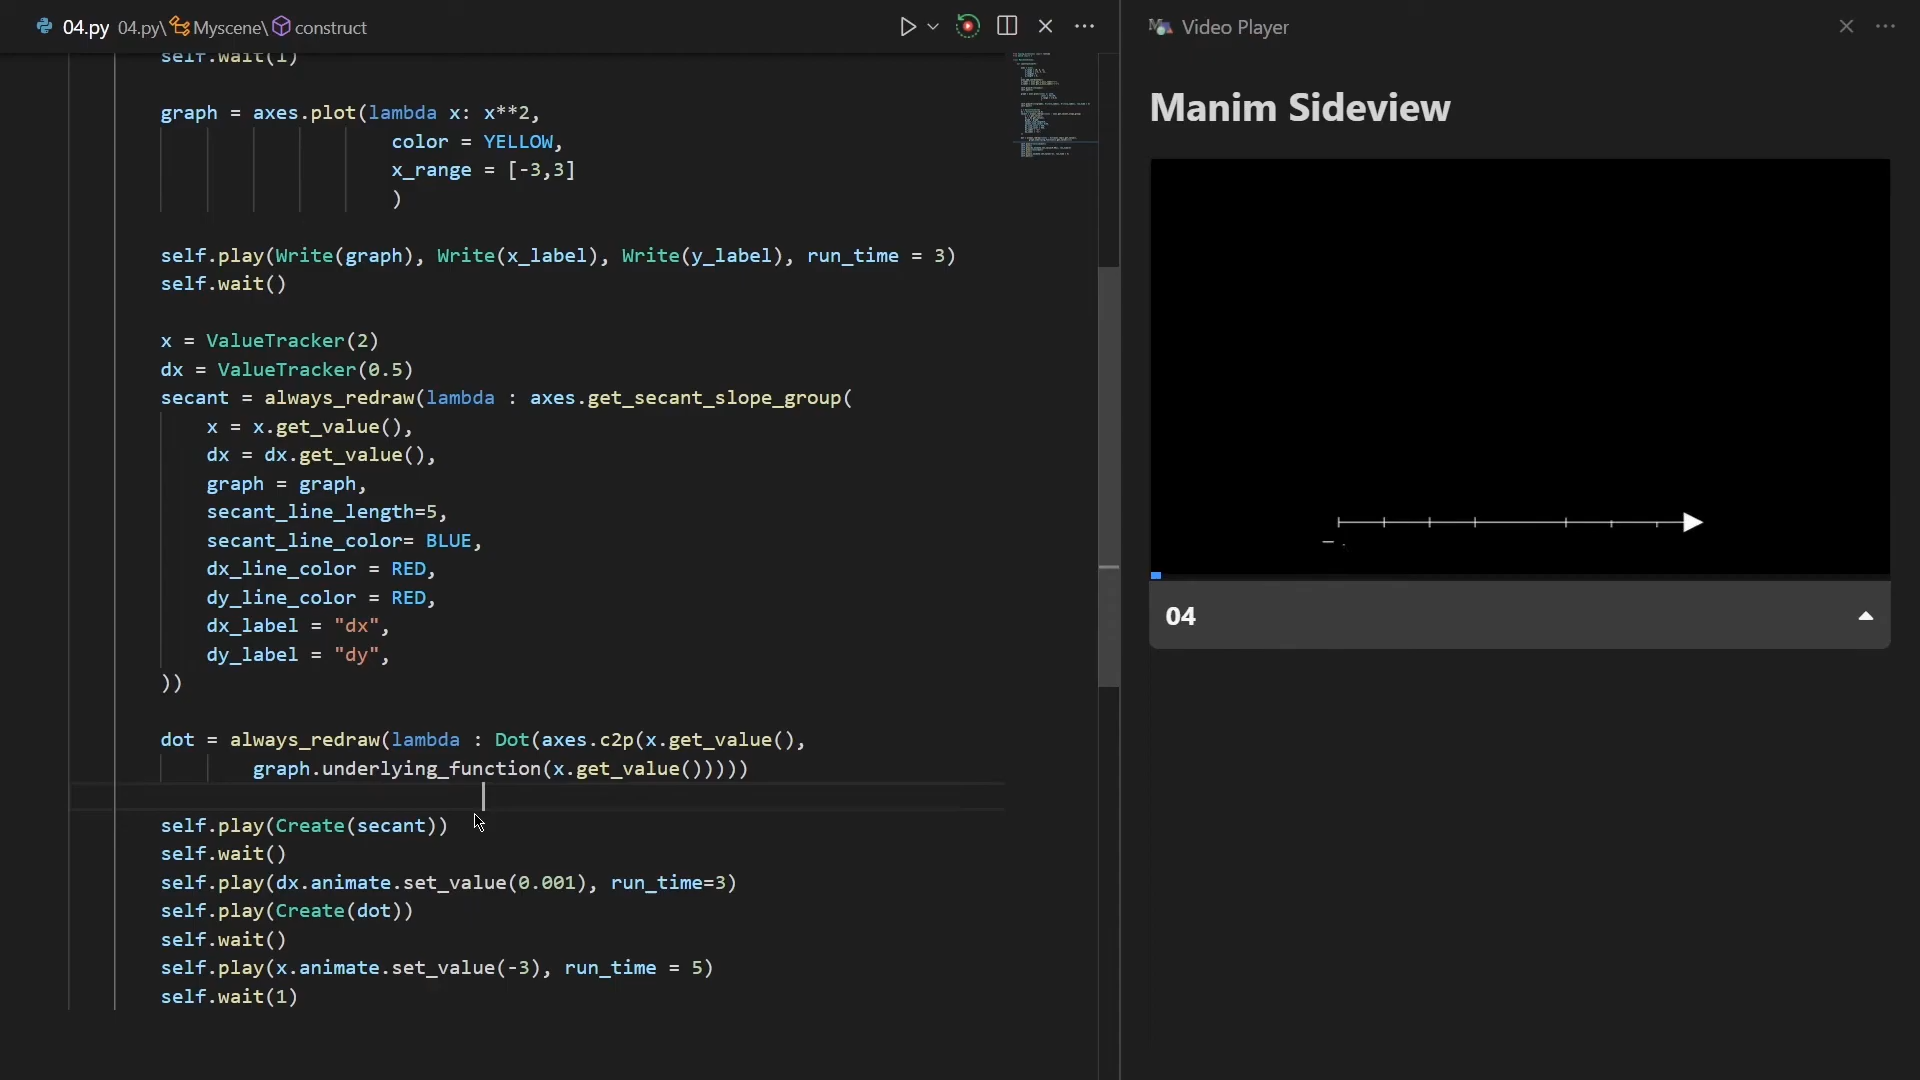 04.py 04.py\Myscene\construct
self.wait(1)
graph = axes.plot(lambda x: x**2,
color = YELLOW,
x_range = [-3,3]
)
self.play(Write(graph), Write(x_label), Write(y_label), run_time = 3)
self.wait()
x = ValueTracker(2)
dx = ValueTracker(0.5)
secant = always_redraw(lambda : axes.get_secant_slope_group(
x = x.get_value(),
dx = dx.get_value(),
graph = graph,
secant_line_length=5,
secant_line_color= BLUE,
dx_line_color = RED,
dy_line_color = RED,
dx_label = "dx",
dy_label = "dy",
))
dot = always_redraw(lambda : Dot(axes.c2p(x.get_value(),
graph.underlying_function(x.get_value()))))
self.play(Create(secant))
self.wait()
self.play(dx.animate.set_value(0.001), run_time=3)
self.play(Create(dot))
self.wait()
self.play(x.animate.set_value(-3), run_time = 5)
self.wait(1)
Video Player
Manim Sideview
04